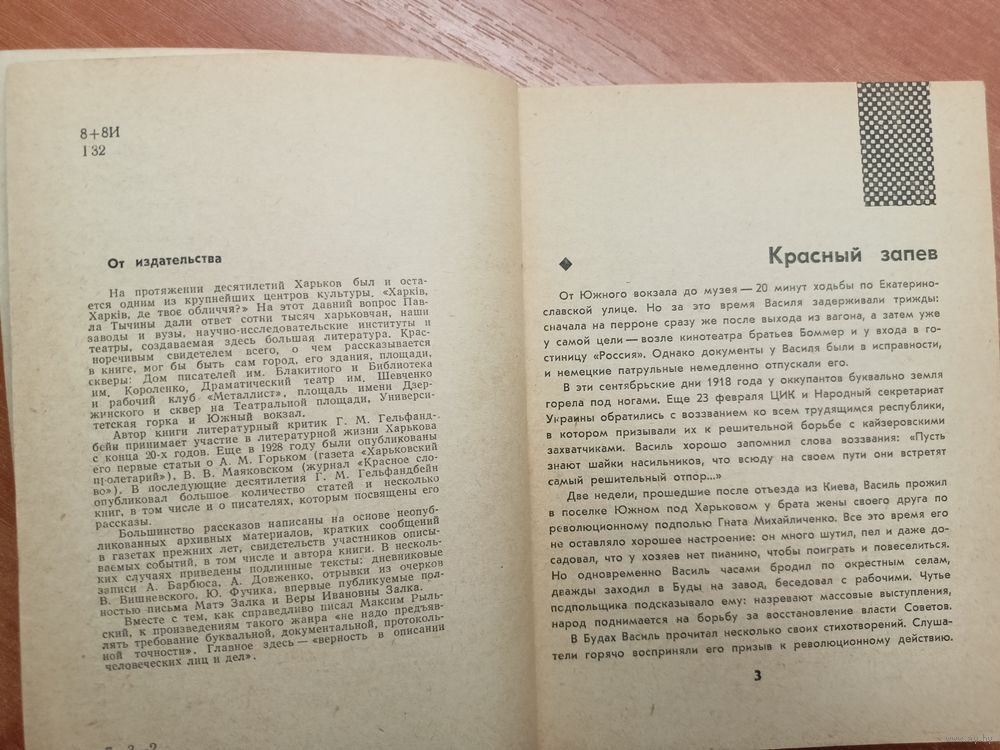 8+8И
I 32
От издательства
На протяжении десятилетий Харьков был и оста-
ется одним из крупнейших центров культуры. «Харків,
Харків, де твоє обличчя?» На этот давний вопрос Пав-
ла Тычины дали ответ сотни тысяч харьковчан, наши
заводы и вузы, научно-исследовательские институты и
театры, создаваемая здесь большая литература. Крас-
норечивым свидетелем всего, о чем рассказывается
в книге, мог бы быть сам город, его здания, площади,
скверы: Дом писателей им. Блакитного и Библиотека
им. Короленко, Драматический театр им. Шевченко
и рабочий клуб «Металлист», площадь имени Дзер-
жинского и сквер на Театральной площади, Универси-
тетская горка и Южный вокзал.
Автор книги литературный критик Г. М. Гельфанд-
бейн принимает участие в литературной жизни Харькова
с конца 20-х годов. Еще в 1928 году были опубликованы
его первые статьи о А. М. Горьком (газета «Харьковский
пролетарий»), В. В. Маяковском (журнал «Красное сло-
во»). В последующие десятилетия Г. М. Гельфандбейн
опубликовал большое количество статей и несколько
книг, в том числе и о писателях, которым посвящены его
рассказы.
Большинство рассказов написаны на основе неопуб-
ликованных архивных материалов, кратких сообщений
в газетах прежних лет, свидетельств участников описы-
ваемых событий, в том числе и автора книги. В несколь-
ких случаях приведены подлинные тексты: дневниковые
записи А. Барбюса, А. Довженко, отрывки из очерков
В. Вишневского, Ю. Фучика, впервые публикуемые пол-
ностью письма Матэ Залка и Веры Ивановны Залка.
Вместе с тем, как справедливо писал Максим Рыль-
ский, к произведениям такого жанра «не надо предъяв-
лять требование буквальной, документальной, протоколь-
ной точности». Главное здесь — «верность в описании
человеческих лиц и дел».
Красный запев
От Южного вокзала до музея — 20 минут ходьбы по Екатерино-
славской улице. Но за это время Василя задерживали трижды:
сначала на перроне сразу же после выхода из вагона, а затем уже
у самой цели — возле кинотеатра братьев Боммер и у входа в го-
стиницу «Россия». Однако документы у Василя были в исправности,
и немецкие патрульные немедленно отпускали его.
В эти сентябрьские дни 1918 года у оккупантов буквально земля
горела под ногами. Еще 23 февраля ЦИК и Народный секретариат
Украины обратились с воззванием ко всем трудящимся республики,
в котором призывали их к решительной борьбе с кайзеровскими
захватчиками. Василь хорошо запомнил слова воззвания: «Пусть
знают шайки насильников, что всюду на своем пути они встретят
самый решительный отпор...»
Две недели, прошедшие после отъезда из Киева, Василь прожил
в поселке Южном под Харьковом у брата жены своего друга по
революционному подполью Гната Михайличенко. Все это время его
не оставляло хорошее настроение: он много шутил, пел и даже до-
садовал, что у хозяев нет пианино, чтобы поиграть и повеселиться.
Но одновременно Василь часами бродил по окрестным селам,
дважды заходил в Буды на завод, беседовал с рабочими. Чутье
подпольщика подсказывало ему: назревают массовые выступления,
народ поднимается на борьбу за восстановление власти Советов.
В Будах Василь прочитал несколько своих стихотворений. Слуша-
тели горячо восприняли его призыв к революционному действию.
3